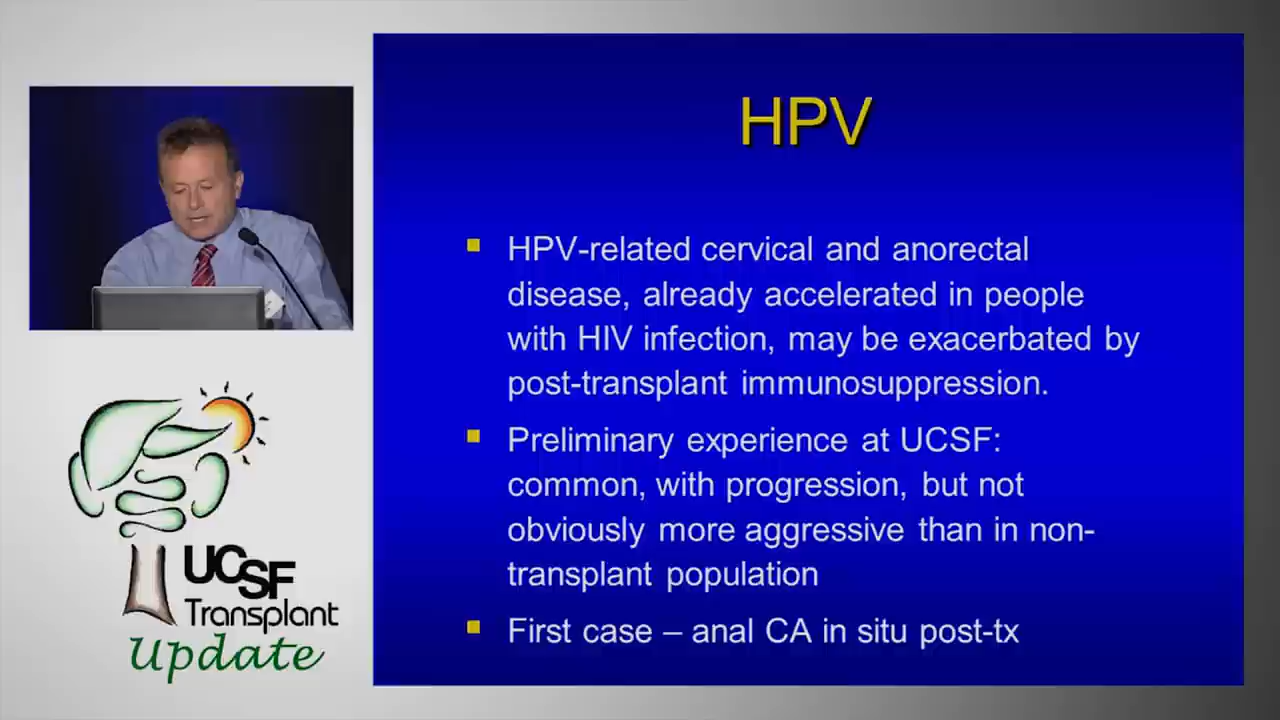 HPV
HPV-related cervical and anorectal
disease, already accelerated in people
with HIV infection, may be exacerbated by
post-transplant immunosuppression.
Preliminary experience at UCSF:
common, with progression, but not
obviously more aggressive than in non-
transplant population
First case – anal CA in situ post-tx
UCSF
Transplant
Update